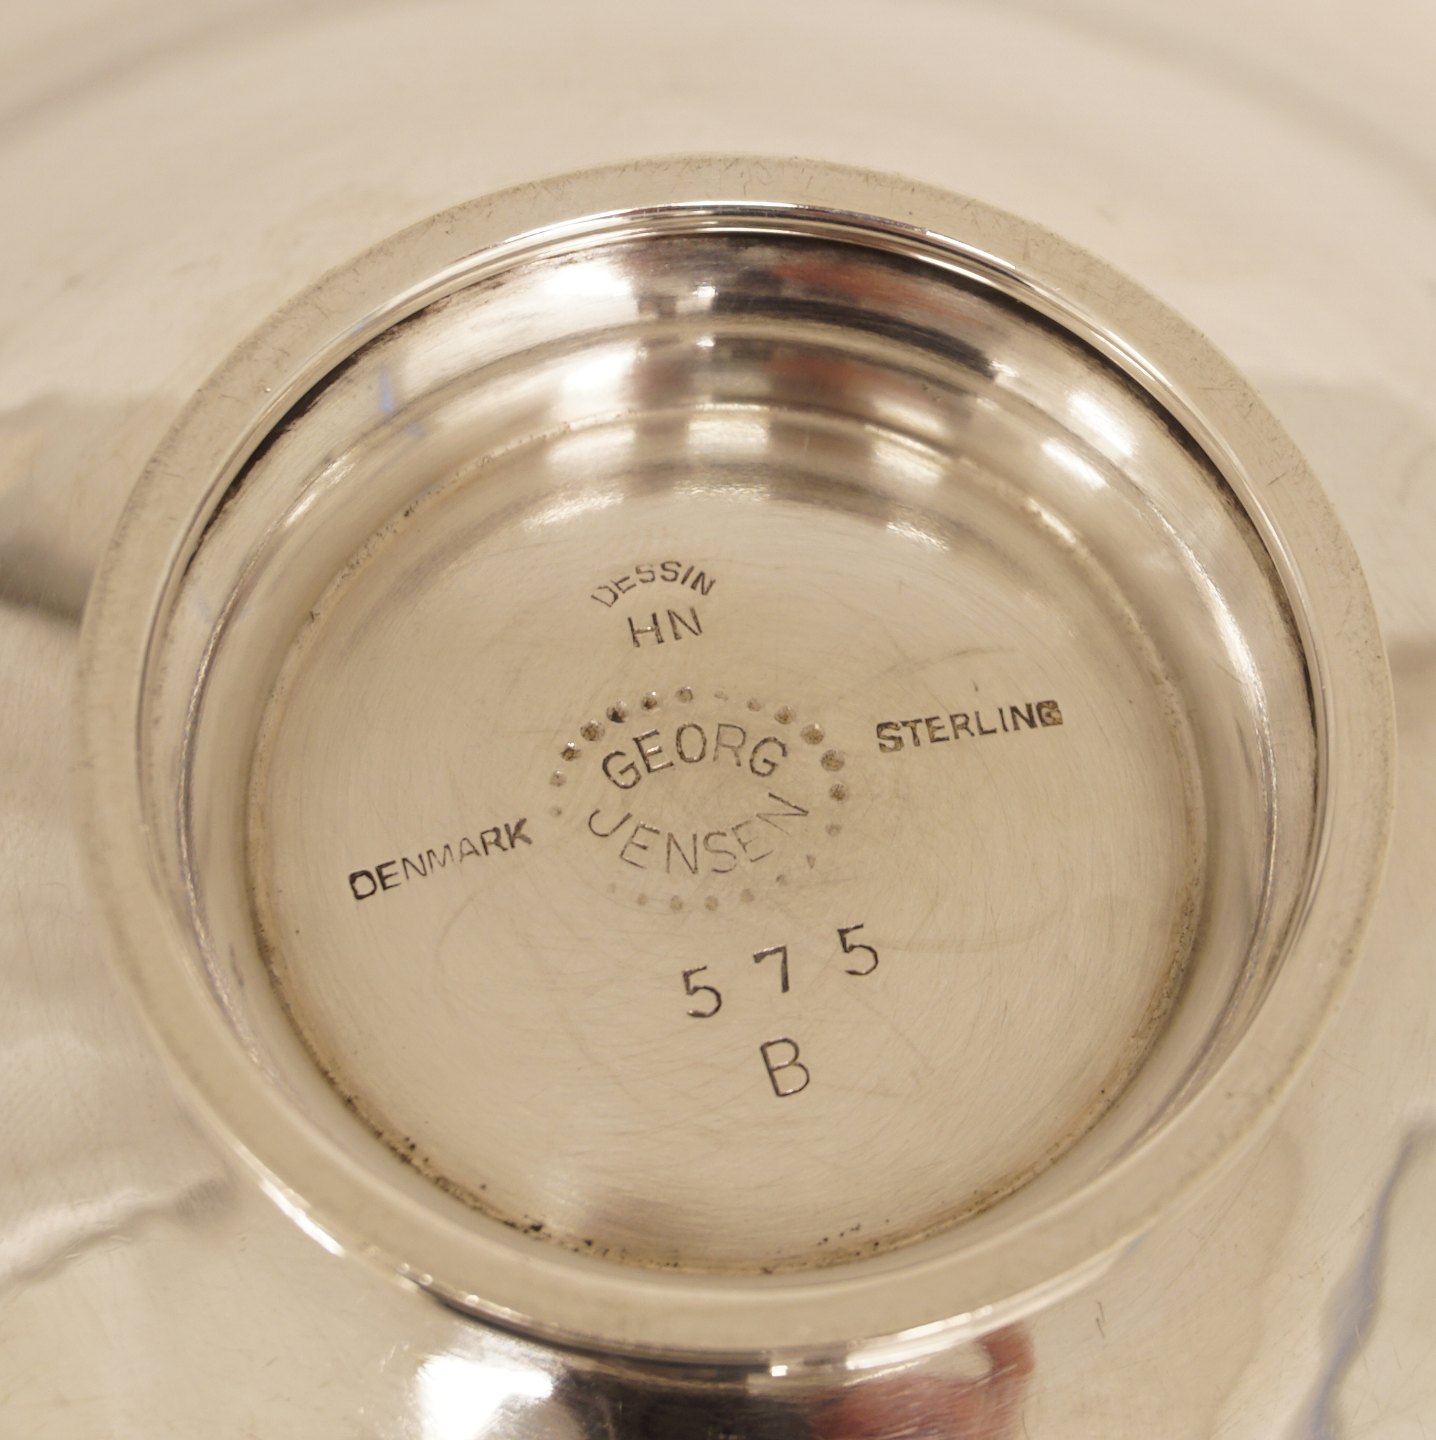 DESSIN
HN
GEORG
JENSEN
DENMARK
STERLING
575
B